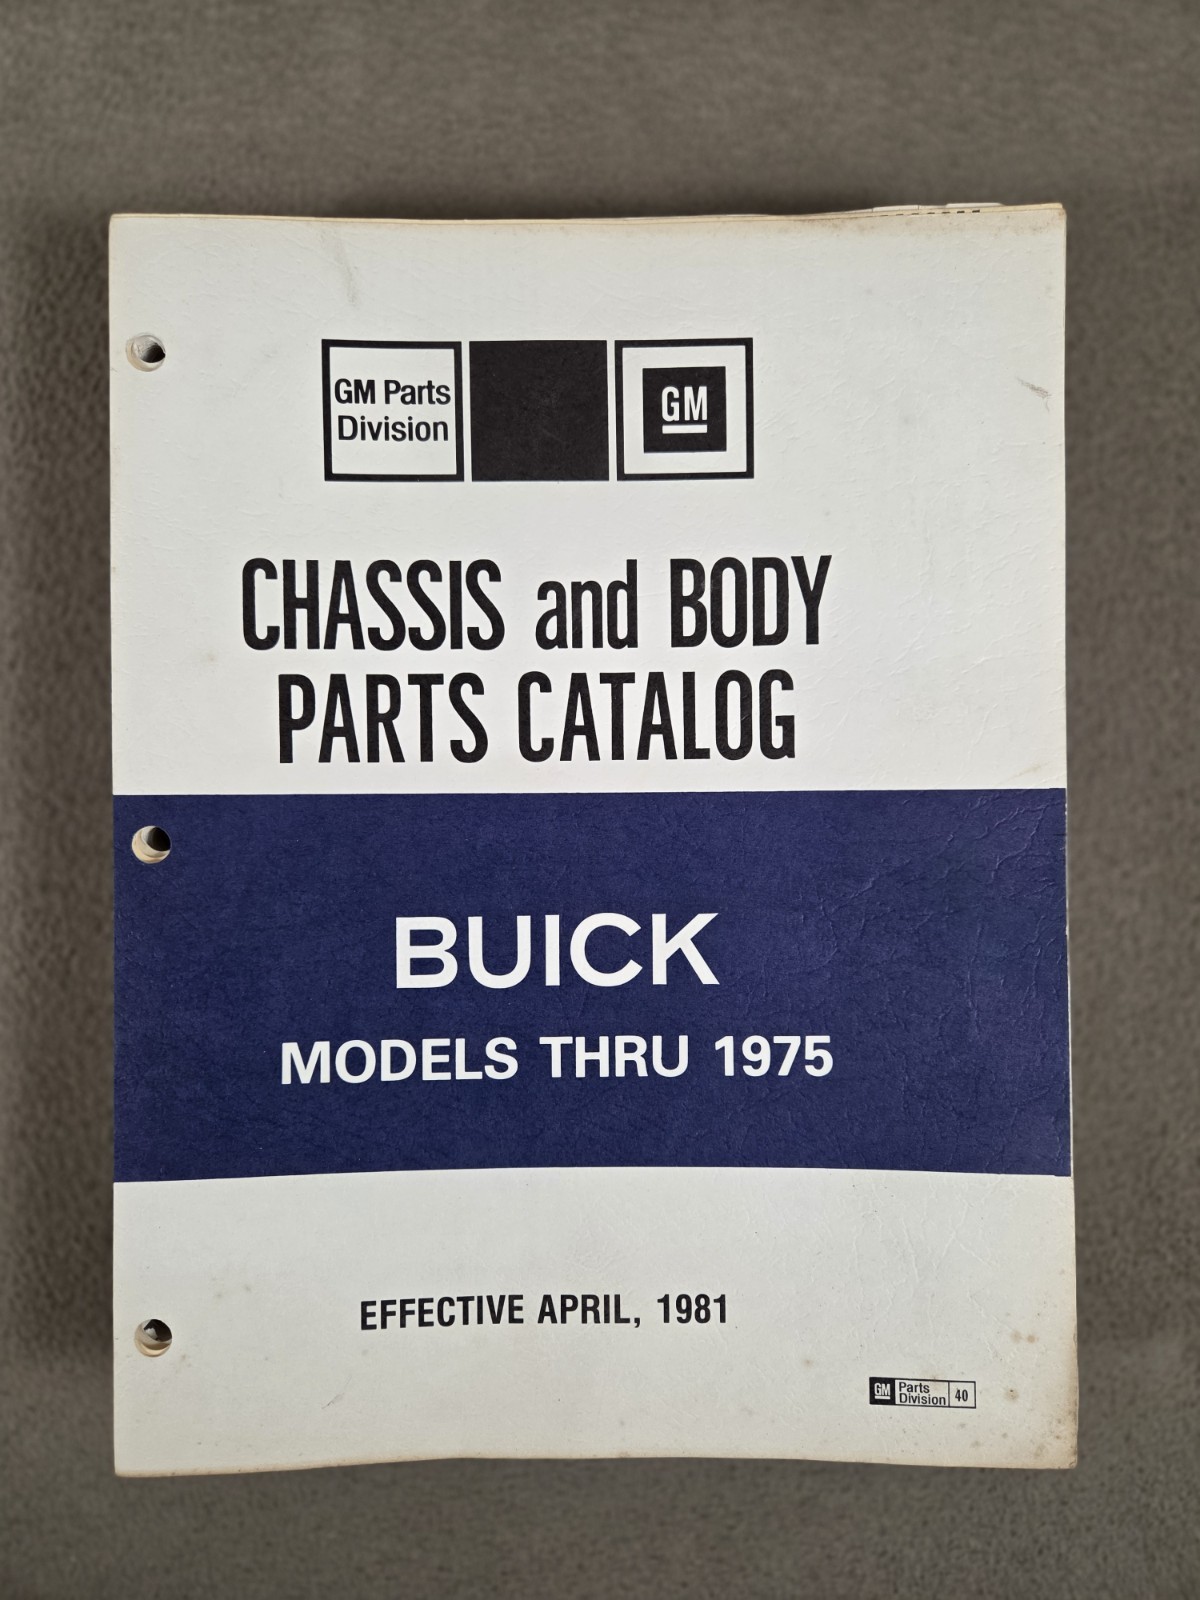 GM Parts
Division
GM
CHASSIS and BODY
PARTS CATALOG
BUICK
MODELS THRU 1975
EFFECTIVE APRIL, 1981
GM Parts Division 40